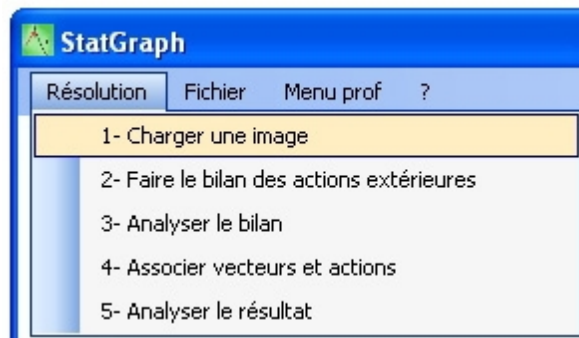 StatGraph
Résolution Fichier Menu prof ?
1- Charger une image
2- Faire le bilan des actions extérieures
3- Analyser le bilan
4- Associer vecteurs et actions
5- Analyser le résultat